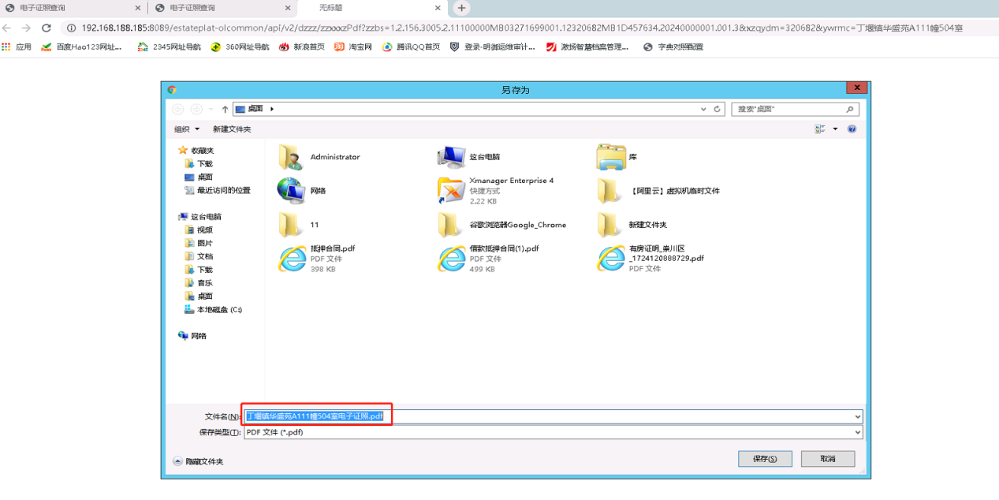 电子证照查询
电子证照查询
无标题
192.168.188.185:8089/estateplat-olcommon/api/v2/dzzz/zzxxxzPdf?zzbs=1.2.156.3005.2.11100000MB03271699001.12320682MB1D457634.20240000001.001.3&xzqydm=320682&ywrmc=丁堰镇华盛苑A111幢504室
应用
百度Hao123网址...
2345网址导航
360网址导航
新浪首页
淘宝网
腾讯QQ首页
登录-明御运维审计...
激扬智慧档案管理...
字典对照配置
另存为
桌面
搜索"桌面"
组织
新建文件夹
收藏夹
下载
桌面
最近访问的位置
这台电脑
视频
图片
文档
下载
音乐
桌面
本地磁盘 (C:)
网络
Administrator
这台电脑
库
网络
Xmanager Enterprise 4
快捷方式
2.22 KB
【阿里云】虚拟机临时文件
11
谷歌浏览器Google_Chrome
新建文件夹
抵押合同.pdf
PDF 文件
398 KB
借款抵押合同(1).pdf
PDF 文件
499 KB
有房证明_崇川区
_1724120888729.pdf
PDF 文件
文件名(N):
丁堰镇华盛苑A111幢504室电子证照.pdf
保存类型(T):
PDF 文件 (*.pdf)
隐藏文件夹
保存(S)
取消